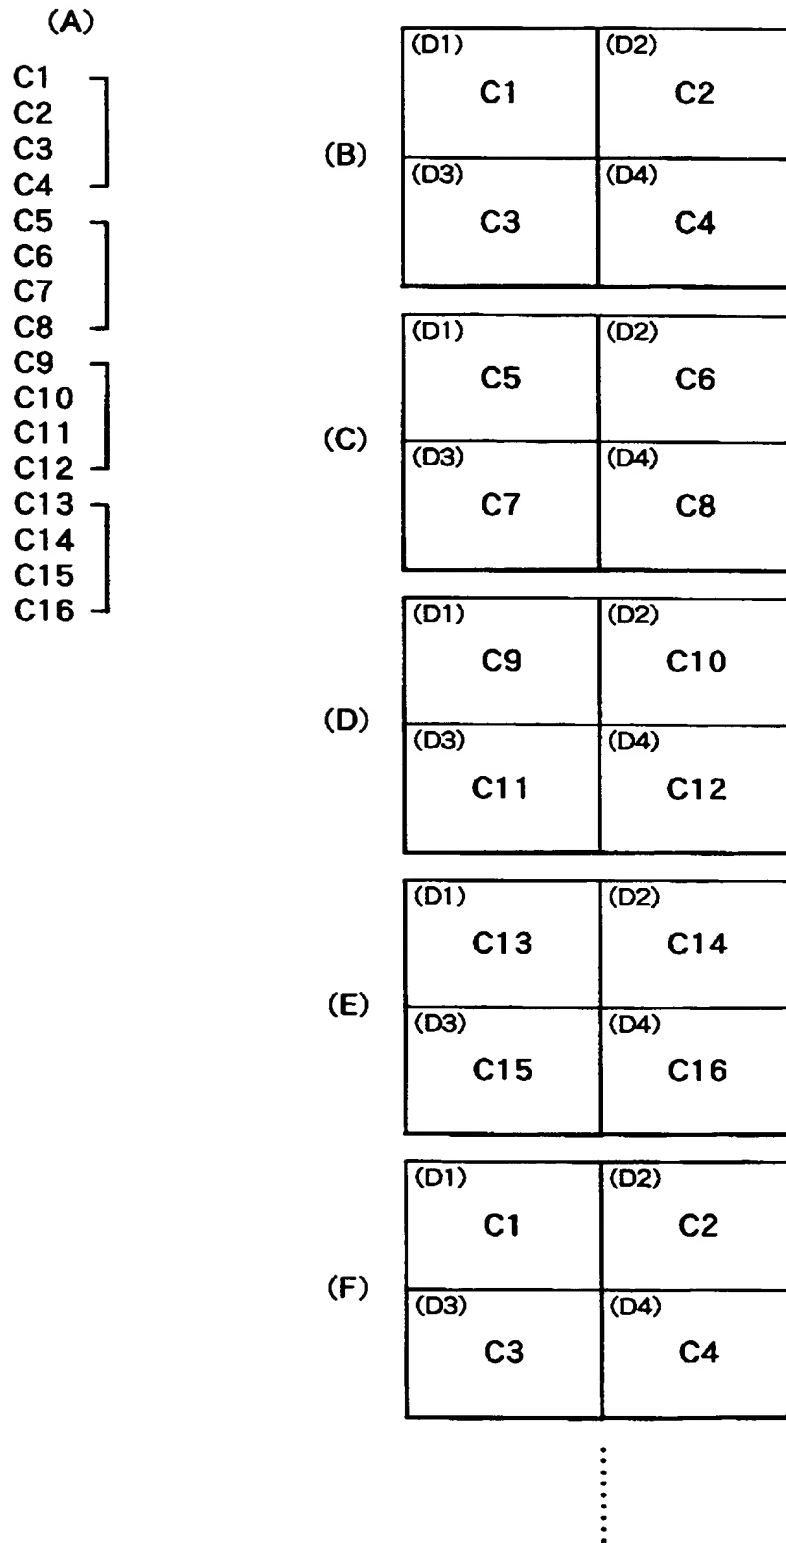 (A)
C1
C2
C3
C4
C5
C6
C7
C8
C9
C10
C11
C12
C13
C14
C15
C16
(B)
(D1) (D2)
C1 C2
(D3) (D4)
C3 C4
(C)
(D1) (D2)
C5 C6
(D3) (D4)
C7 C8
(D)
(D1) (D2)
C9 C10
(D3) (D4)
C11 C12
(E)
(D1) (D2)
C13 C14
(D3) (D4)
C15 C16
(F)
(D1) (D2)
C1 C2
(D3) (D4)
C3 C4